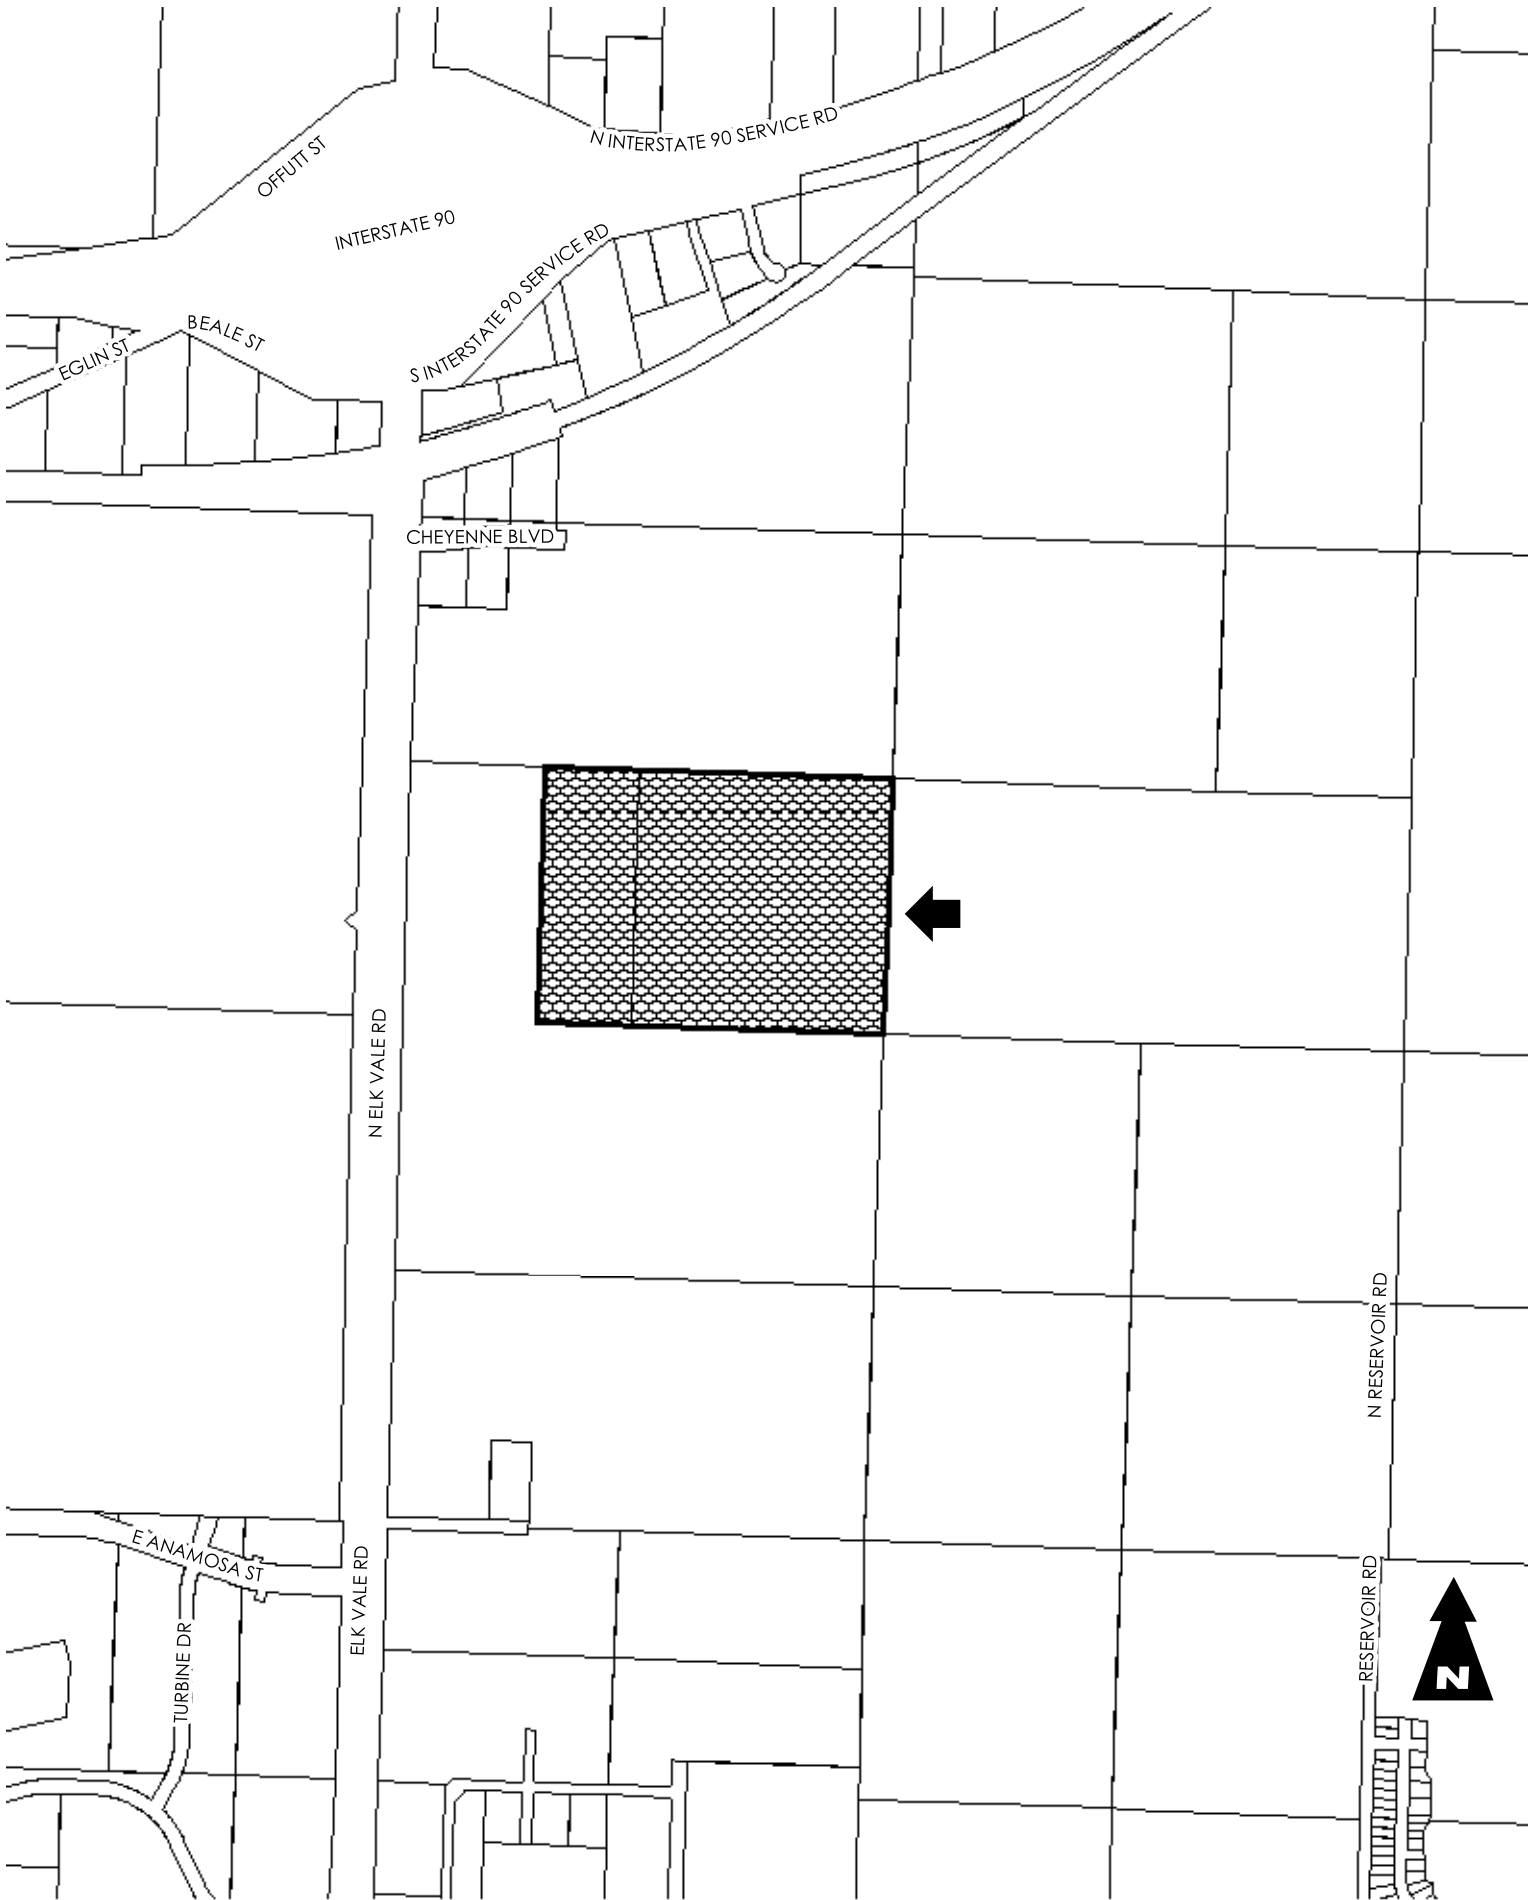 N INTERSTATE 90 SERVICE RD
OFFUTT ST
INTERSTATE 90
S INTERSTATE 90 SERVICE RD
BEALE ST
EGLIN ST
CHEYENNE BLVD
N ELK VALE RD
N RESERVOIR RD
E ANAMOSA ST
ELK VALE RD
RESERVOIR RD
TURBINE DR
N